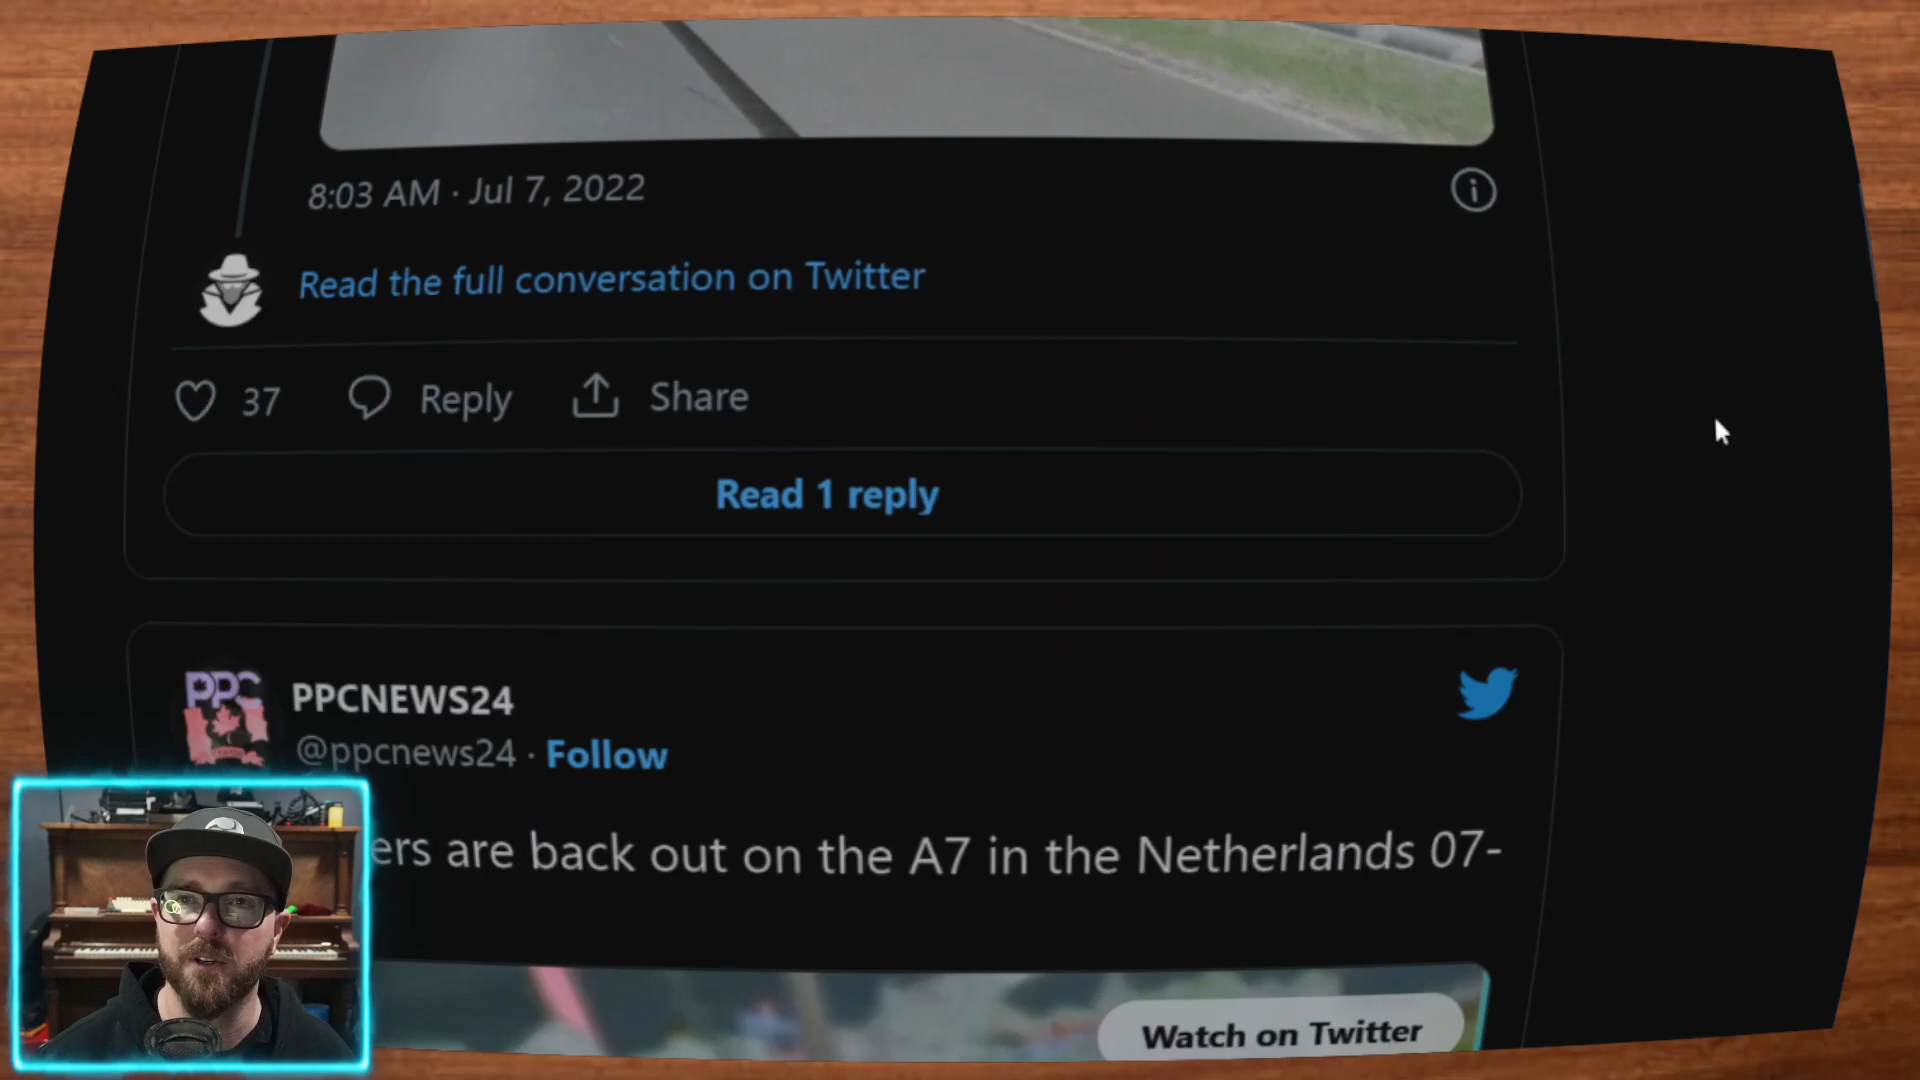 8:03 AM · Jul 7, 2022
Read the full conversation on Twitter
37 Reply Share
Read 1 reply
PPC
PPCNEWS24
@ppcnews24 · Follow
ers are back out on the A7 in the Netherlands 07-
Watch on Twitter